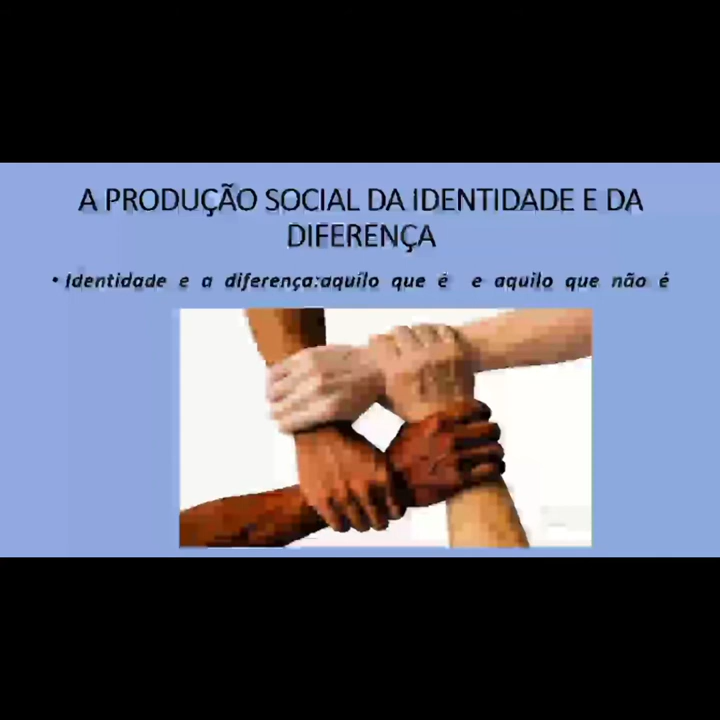 A PRODUÇÃO SOCIAL DA IDENTIDADE E DA
DIFERENÇA
• Identidade e a diferença:aquilo que é e aquilo que não é